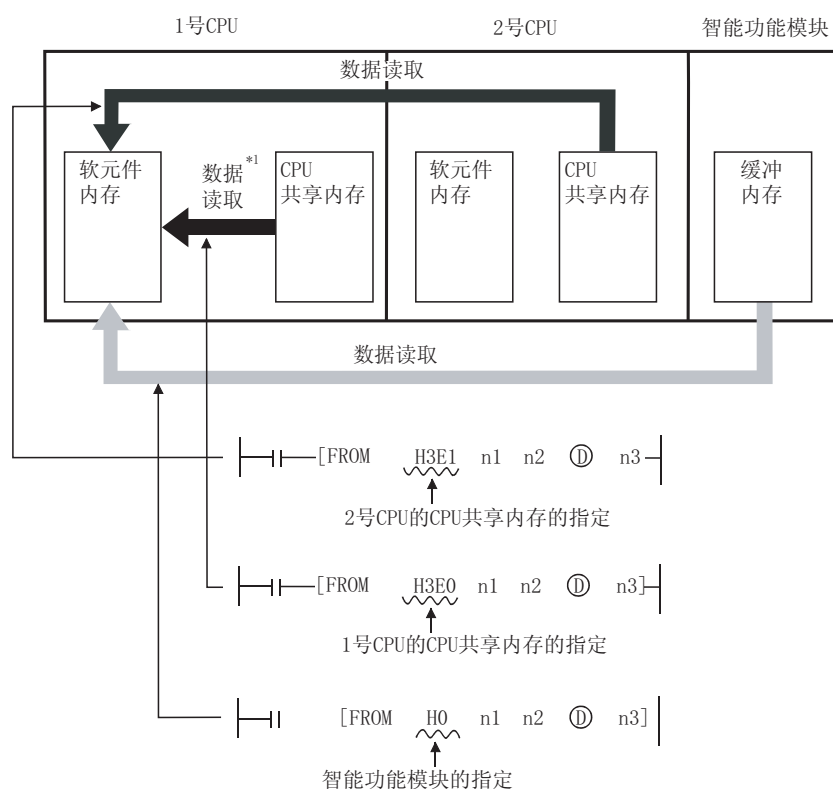 1号CPU 2号CPU 智能功能模块
数据读取
软元件
内存
数据*1
读取
CPU
共享内存
软元件
内存
CPU
共享内存
缓冲
内存
数据读取
[FROM H3E1 n1 n2 Ⓓ n3
2号CPU的CPU共享内存的指定
[FROM H3E0 n1 n2 Ⓓ n3]
1号CPU的CPU共享内存的指定
[FROM H0 n1 n2 Ⓓ n3]
智能功能模块的指定